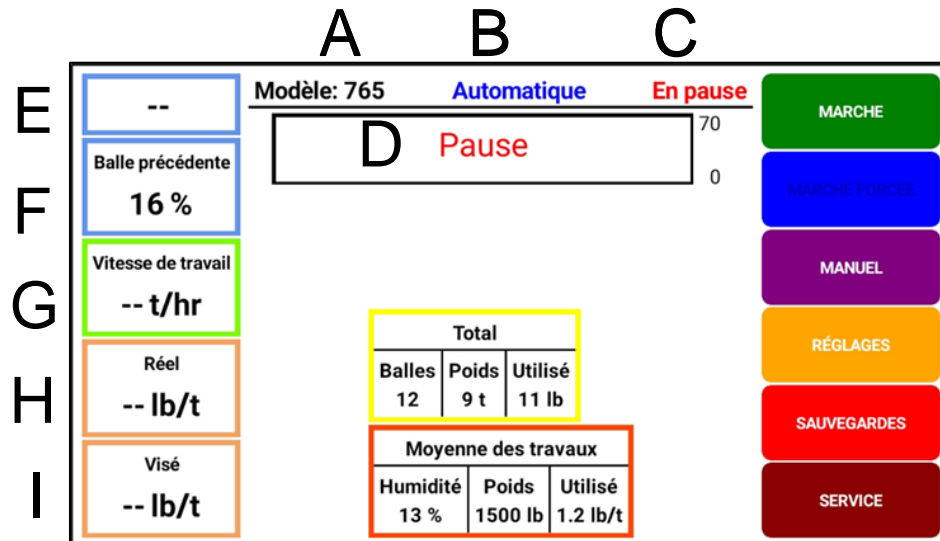 A B C
E
F
G
H
I
--
Balle précédente
16 %
Vitesse de travail
-- t/hr
Réel
-- lb/t
Visé
-- lb/t
Modèle: 765 Automatique En pause
D Pause
70
0
Total
Balles Poids Utilisé
12 9 t 11 lb
Moyenne des travaux
Humidité Poids Utilisé
13 % 1500 lb 1.2 lb/t
MARCHE
MARCHE FORCÉE
MANUEL
RÉGLAGES
SAUVEGARDES
SERVICE